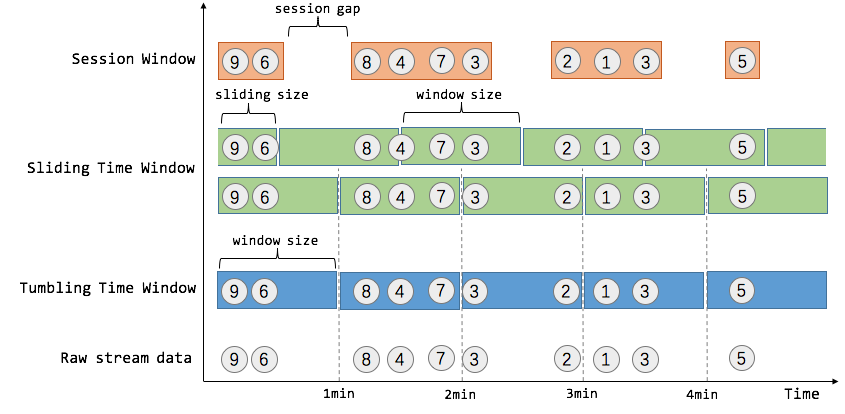 session gap
Session Window
9 6 8 4 7 3 2 1 3 5
sliding size
window size
9 6 8 4 7 3 2 1 3 5
Sliding Time Window
9 6 8 4 7 3 2 1 3 5
window size
Tumbling Time Window
9 6 8 4 7 3 2 1 3 5
Raw stream data
9 6 8 4 7 3 2 1 3 5
1min 2min 3min 4min Time